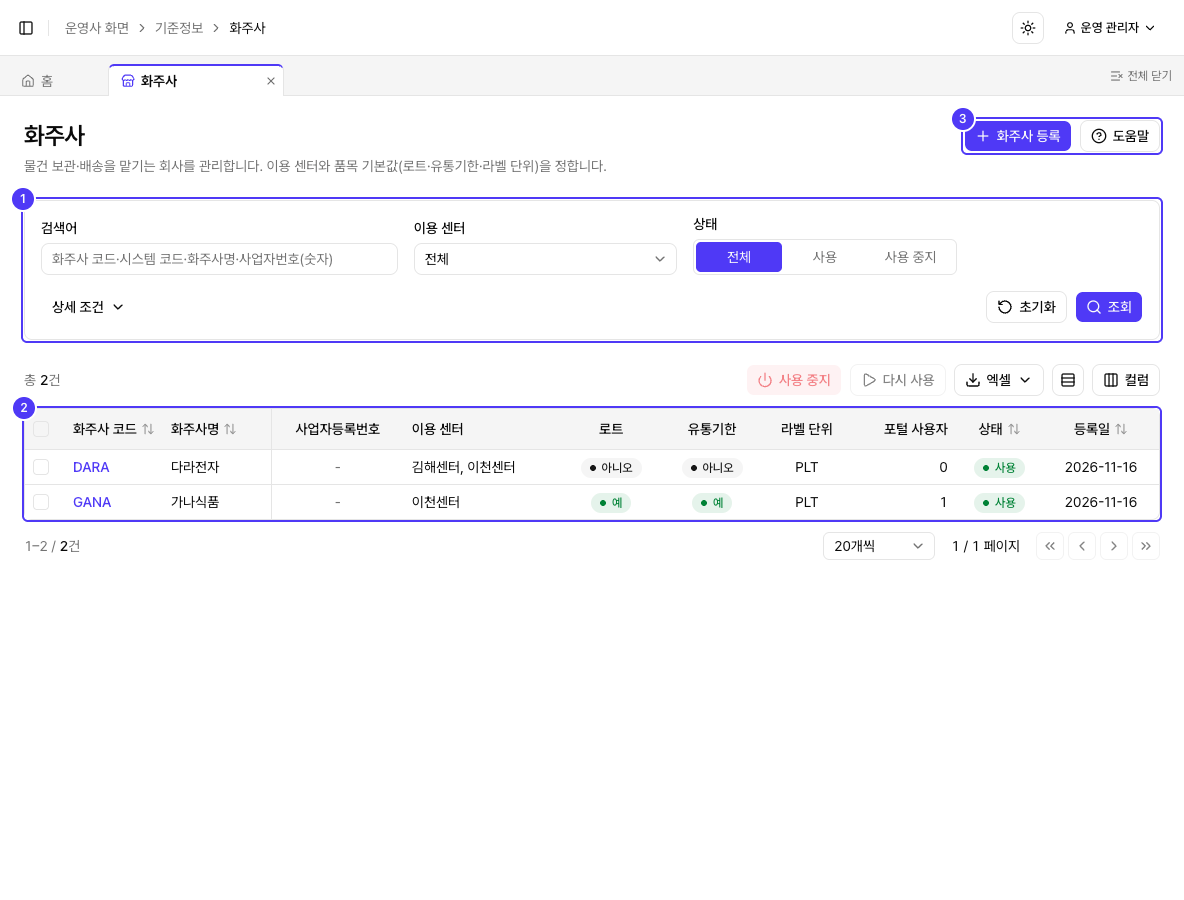 운영사 화면 > 기준정보 > 화주사
운영 관리자
홈
화주사
전체 닫기
화주사
3
화주사 등록
도움말
물건 보관·배송을 맡기는 회사를 관리합니다. 이용 센터와 품목 기본값(로트·유통기한·라벨 단위)을 정합니다.
1
검색어 이용 센터 상태
화주사 코드·시스템 코드·화주사명·사업자번호(숫자) 전체 전체 사용 사용 중지
상세 조건 초기화 조회
총 2건 사용 중지 다시 사용 엑셀 컬럼
2
화주사 코드 화주사명 사업자등록번호 이용 센터 로트 유통기한 라벨 단위 포털 사용자 상태 등록일
DARA 다라전자 - 김해센터, 이천센터 아니오 아니오 PLT 0 사용 2026-11-16
GANA 가나식품 - 이천센터 예 예 PLT 1 사용 2026-11-16
1–2 / 2건 20개씩 1 / 1 페이지